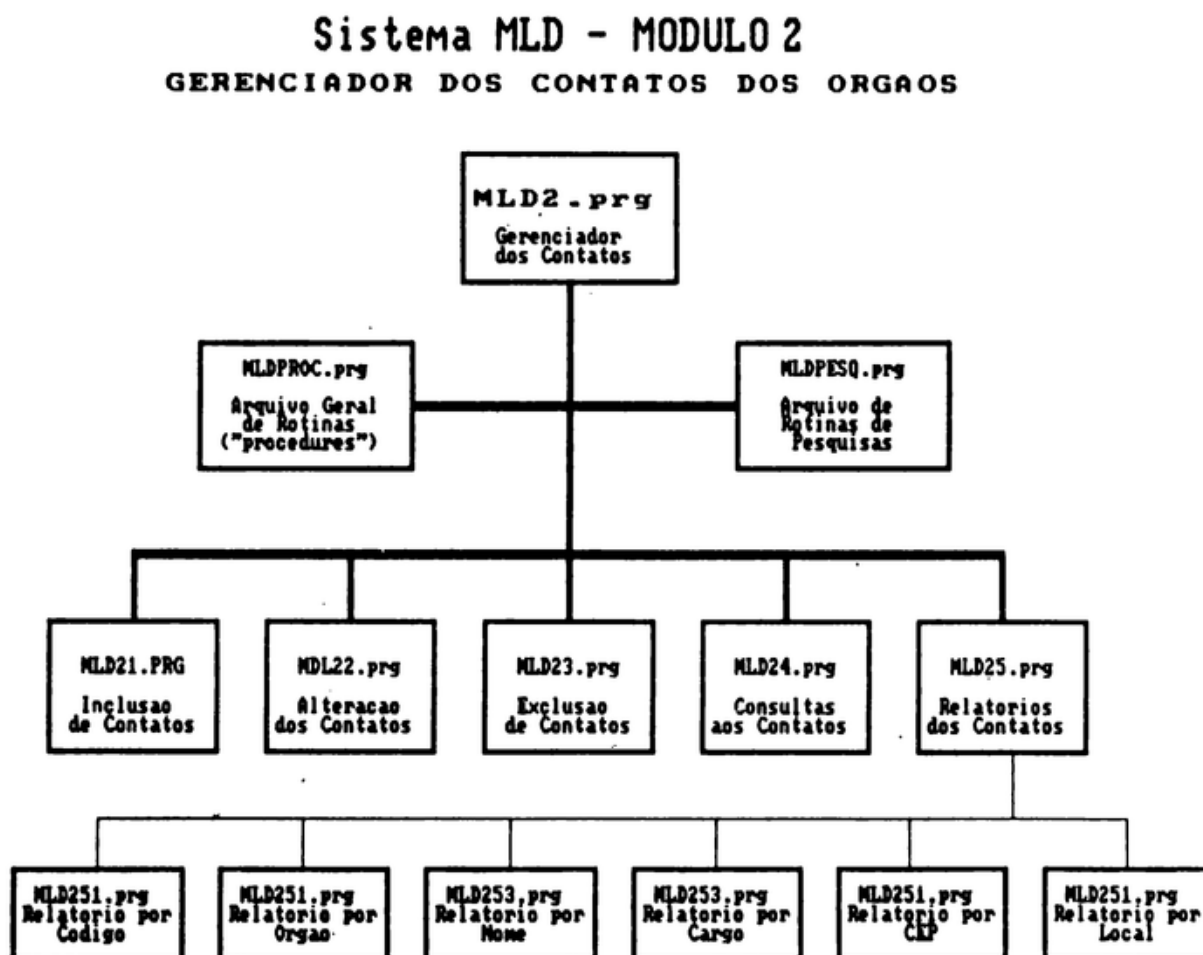 Sistema MLD - MODULO 2
GERENCIADOR DOS CONTATOS DOS ORGAOS
MLD2.prg
Gerenciador
dos Contatos
MLDPROC.prg
Arquivo Geral
de Rotinas
("procedures")
MLDPESQ.prg
Arquivo de
Rotinas de
Pesquisas
MLD21.PRG
Inclusao
de Contatos
MDL22.prg
Alteracao
dos Contatos
MLD23.prg
Exclusao
de Contatos
MLD24.prg
Consultas
aos Contatos
MLD25.prg
Relatorios
dos Contatos
MLD251.prg
Relatorio por
Codigo
MLD251.prg
Relatorio por
Orgao
MLD253.prg
Relatorio por
Nome
MLD253.prg
Relatorio por
Cargo
MLD251.prg
Relatorio por
CEP
MLD251.prg
Relatorio por
Local